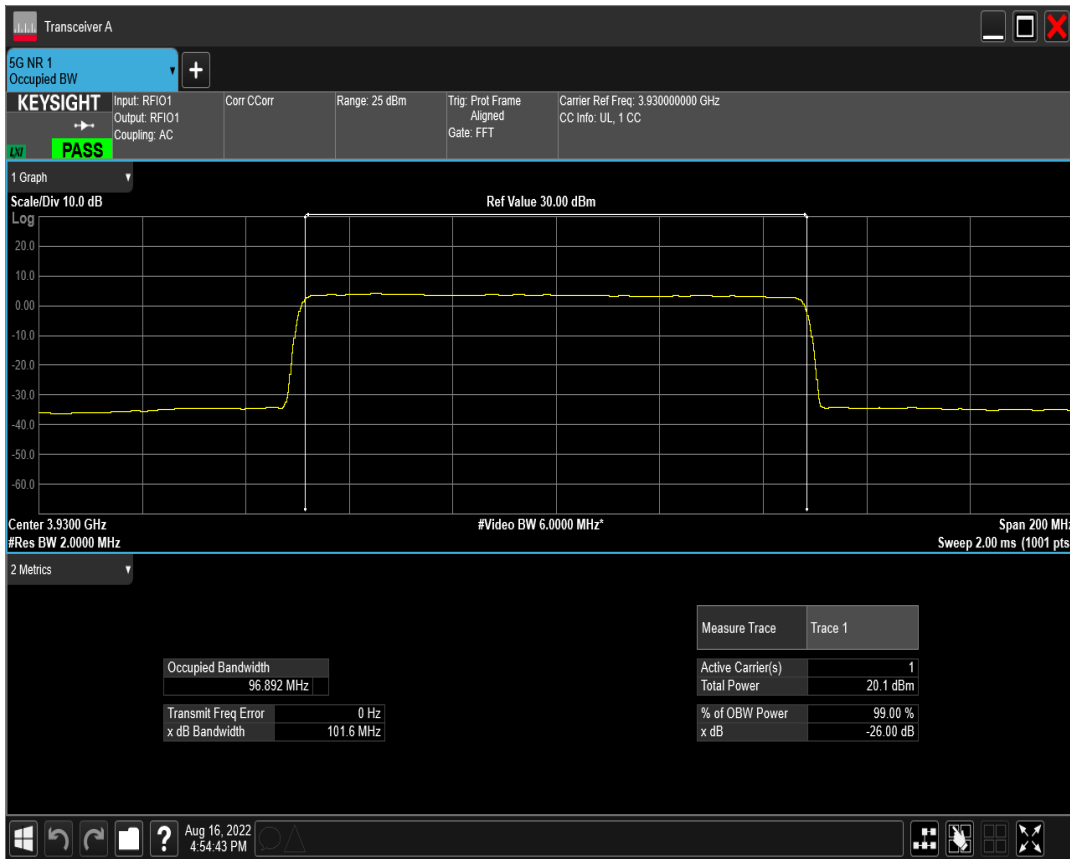 Transceiver A
5G NR 1
Occupied BW
KEYSIGHT
LXI
PASS
Input: RFIO1
Output: RFIO1
Coupling: AC
Corr CCorr
Range: 25 dBm
Trig: Prot Frame
Aligned
Gate: FFT
Carrier Ref Freq: 3.930000000 GHz
CC Info: UL, 1 CC
1 Graph
Scale/Div 10.0 dB
Ref Value 30.00 dBm
Log
20.0
10.0
0.00
-10.0
-20.0
-30.0
-40.0
-50.0
-60.0
Center 3.9300 GHz
#Video BW 6.0000 MHz*
Span 200 MHz
#Res BW 2.0000 MHz
Sweep 2.00 ms (1001 pts
2 Metrics
Measure Trace Trace 1
Occupied Bandwidth
96.892 MHz
Active Carrier(s) 1
Total Power 20.1 dBm
Transmit Freq Error 0 Hz
x dB Bandwidth 101.6 MHz
% of OBW Power 99.00 %
x dB -26.00 dB
?
Aug 16, 2022
4:54:43 PM